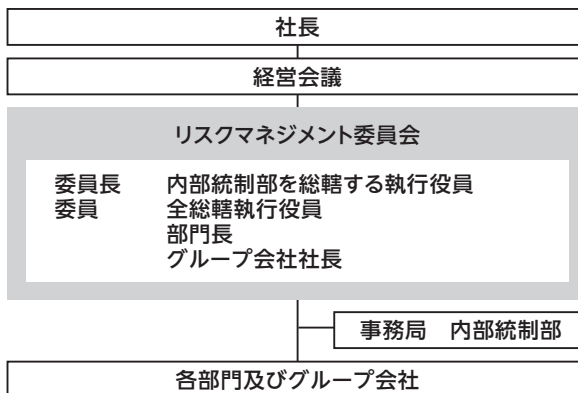 社長
経営会議
リスクマネジメント委員会
委員長 内部統制部を総轄する執行役員
委員 全総轄執行役員
部門長
グループ会社社長
事務局 内部統制部
各部門及びグループ会社